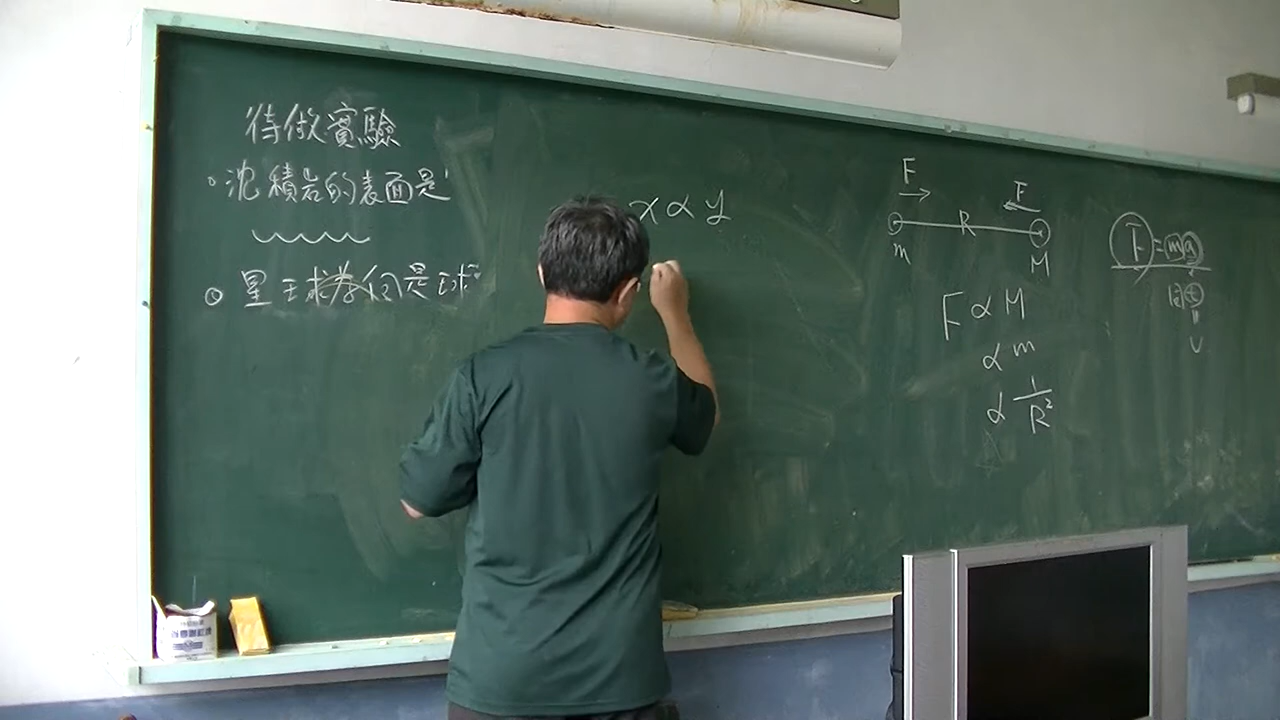 待做實驗
沈積岩的表面是
星球為何是球
x α y
F
F
R
m
M
F α M
α m
α 1/R²
F = ma